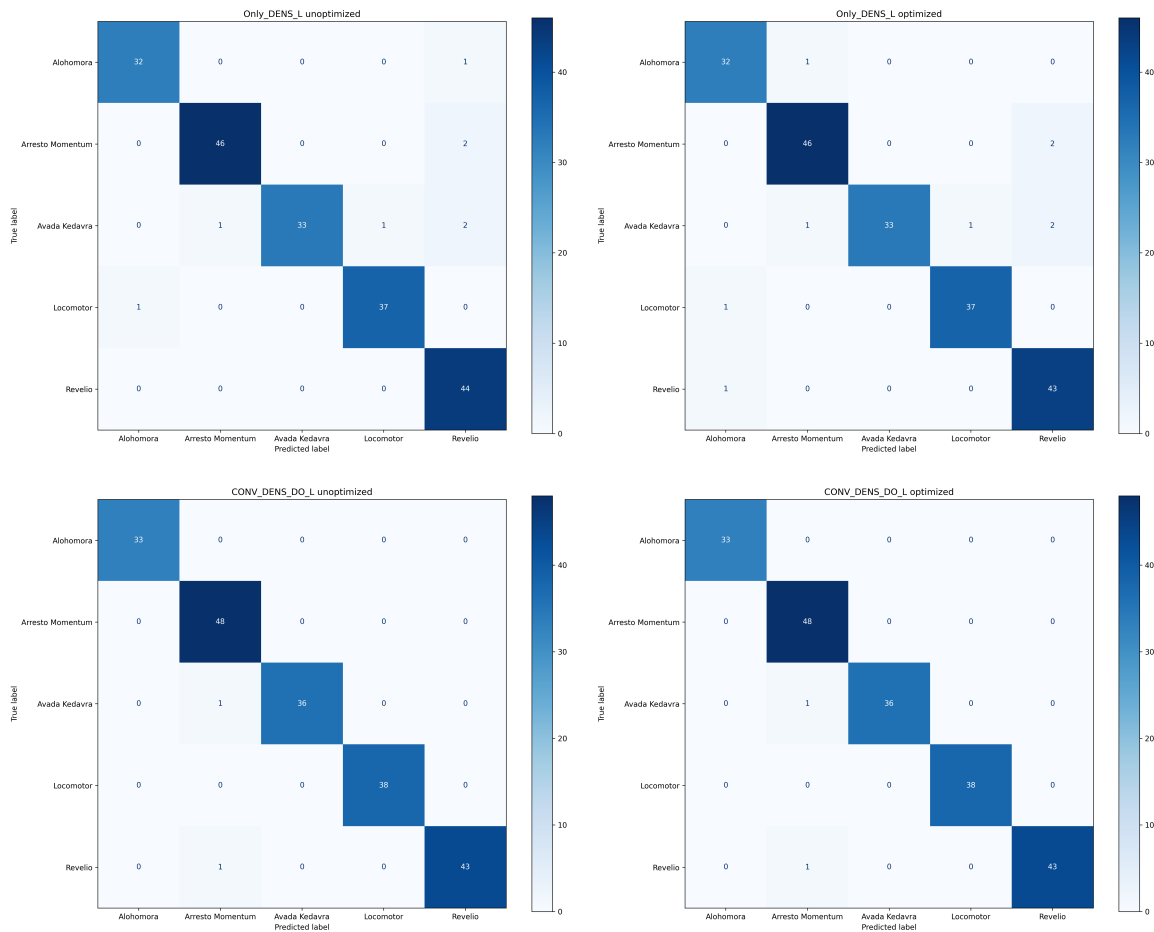 Only_DENS_L unoptimized
Alohomora 32 0 0 0 1
Arresto Momentum 0 46 0 0 2
Avada Kedavra 0 1 33 1 2
Locomotor 1 0 0 37 0
Revelio 0 0 0 0 44
Alohomora Arresto Momentum Avada Kedavra Locomotor Revelio
Predicted label
True label
40
30
20
10
0
Only_DENS_L optimized
Alohomora 32 1 0 0 0
Arresto Momentum 0 46 0 0 2
Avada Kedavra 0 1 33 1 2
Locomotor 1 0 0 37 0
Revelio 1 0 0 0 43
Alohomora Arresto Momentum Avada Kedavra Locomotor Revelio
Predicted label
True label
40
30
20
10
0
CONV_DENS_DO_L unoptimized
Alohomora 33 0 0 0 0
Arresto Momentum 0 48 0 0 0
Avada Kedavra 0 1 36 0 0
Locomotor 0 0 0 38 0
Revelio 0 1 0 0 43
Alohomora Arresto Momentum Avada Kedavra Locomotor Revelio
Predicted label
True label
40
30
20
10
0
CONV_DENS_DO_L optimized
Alohomora 33 0 0 0 0
Arresto Momentum 0 48 0 0 0
Avada Kedavra 0 1 36 0 0
Locomotor 0 0 0 38 0
Revelio 0 1 0 0 43
Alohomora Arresto Momentum Avada Kedavra Locomotor Revelio
Predicted label
True label
40
30
20
10
0